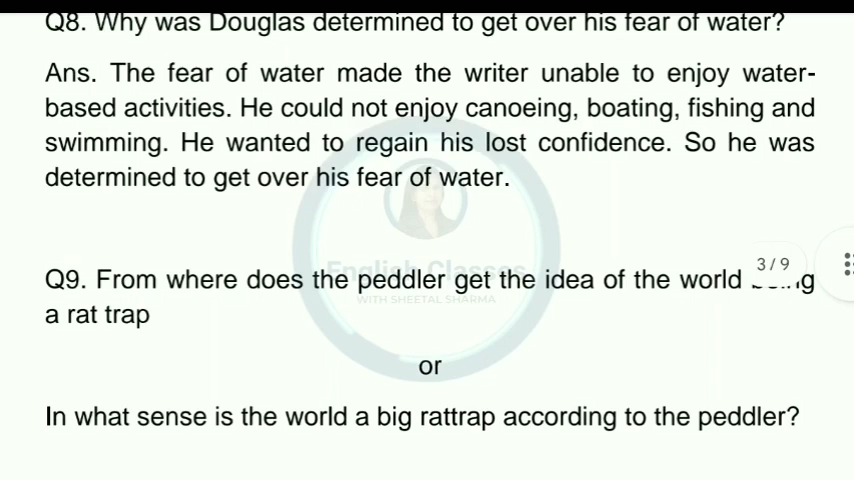 Q8. Why was Douglas determined to get over his fear of water?
Ans. The fear of water made the writer unable to enjoy water-
based activities. He could not enjoy canoeing, boating, fishing and
swimming. He wanted to regain his lost confidence. So he was
determined to get over his fear of water.
English Classes
WITH SHEETAL SHARMA
3/9
Q9. From where does the peddler get the idea of the world
a rat trap
or
In what sense is the world a big rattrap according to the peddler?